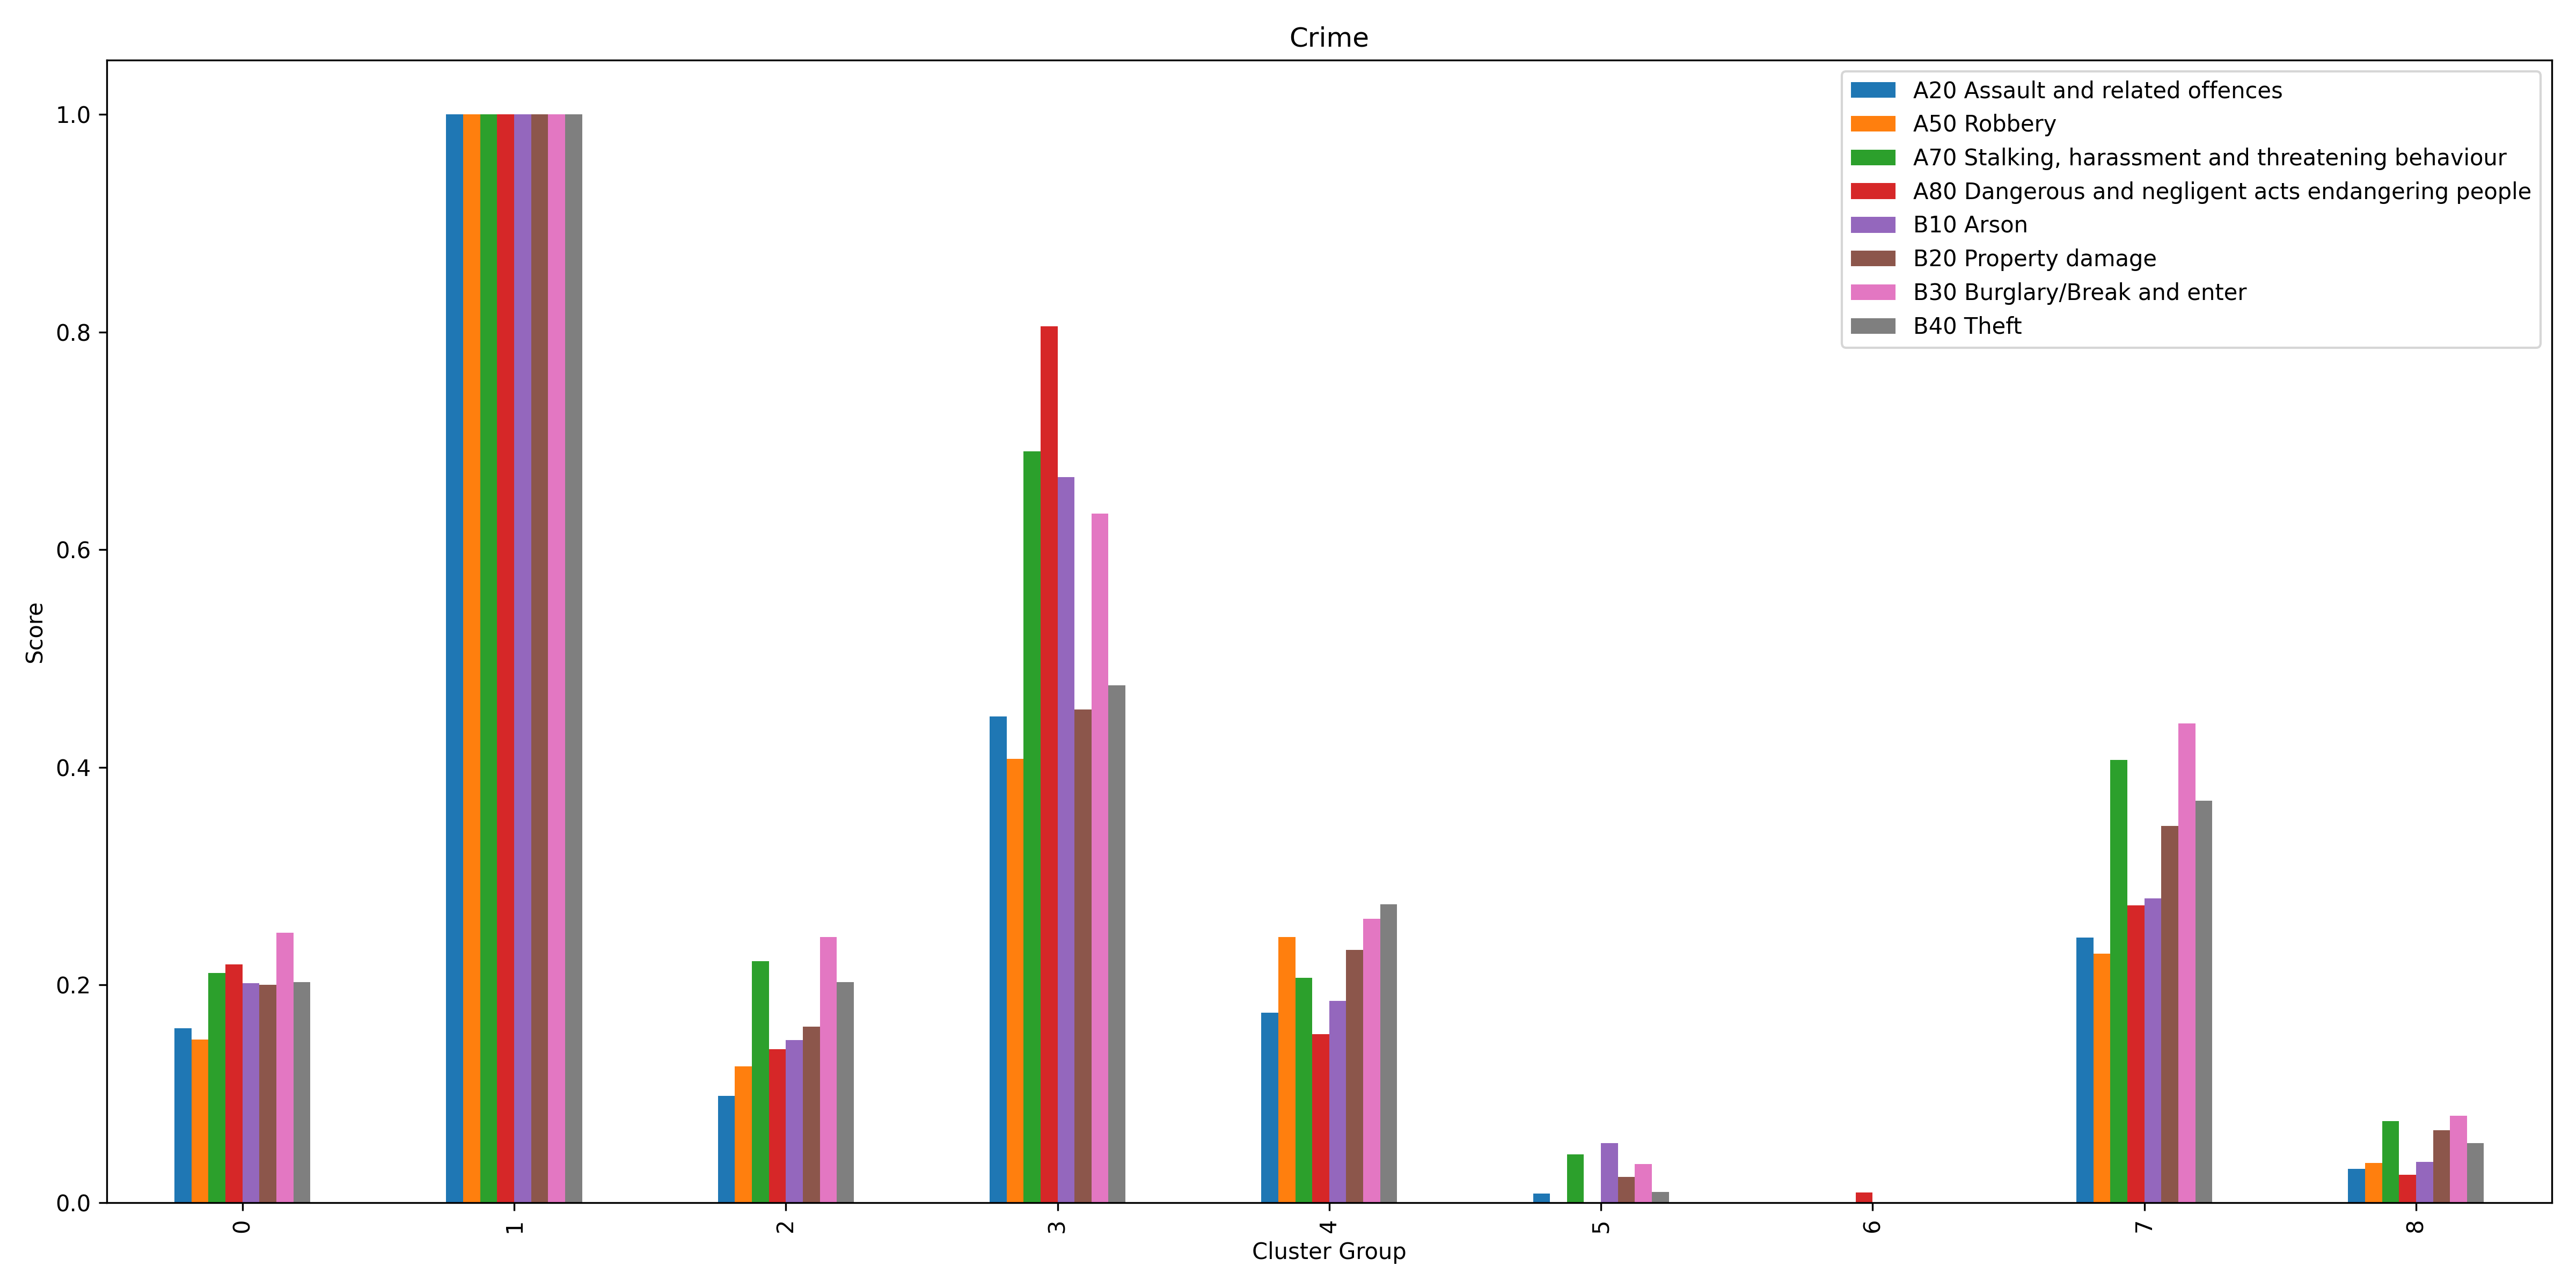 Crime
1.0
0.8
0.6
0.4
0.2
0.0
Score
A20 Assault and related offences
A50 Robbery
A70 Stalking, harassment and threatening behaviour
A80 Dangerous and negligent acts endangering people
B10 Arson
B20 Property damage
B30 Burglary/Break and enter
B40 Theft
0 1 2 3 4 5 6 7 8
Cluster Group